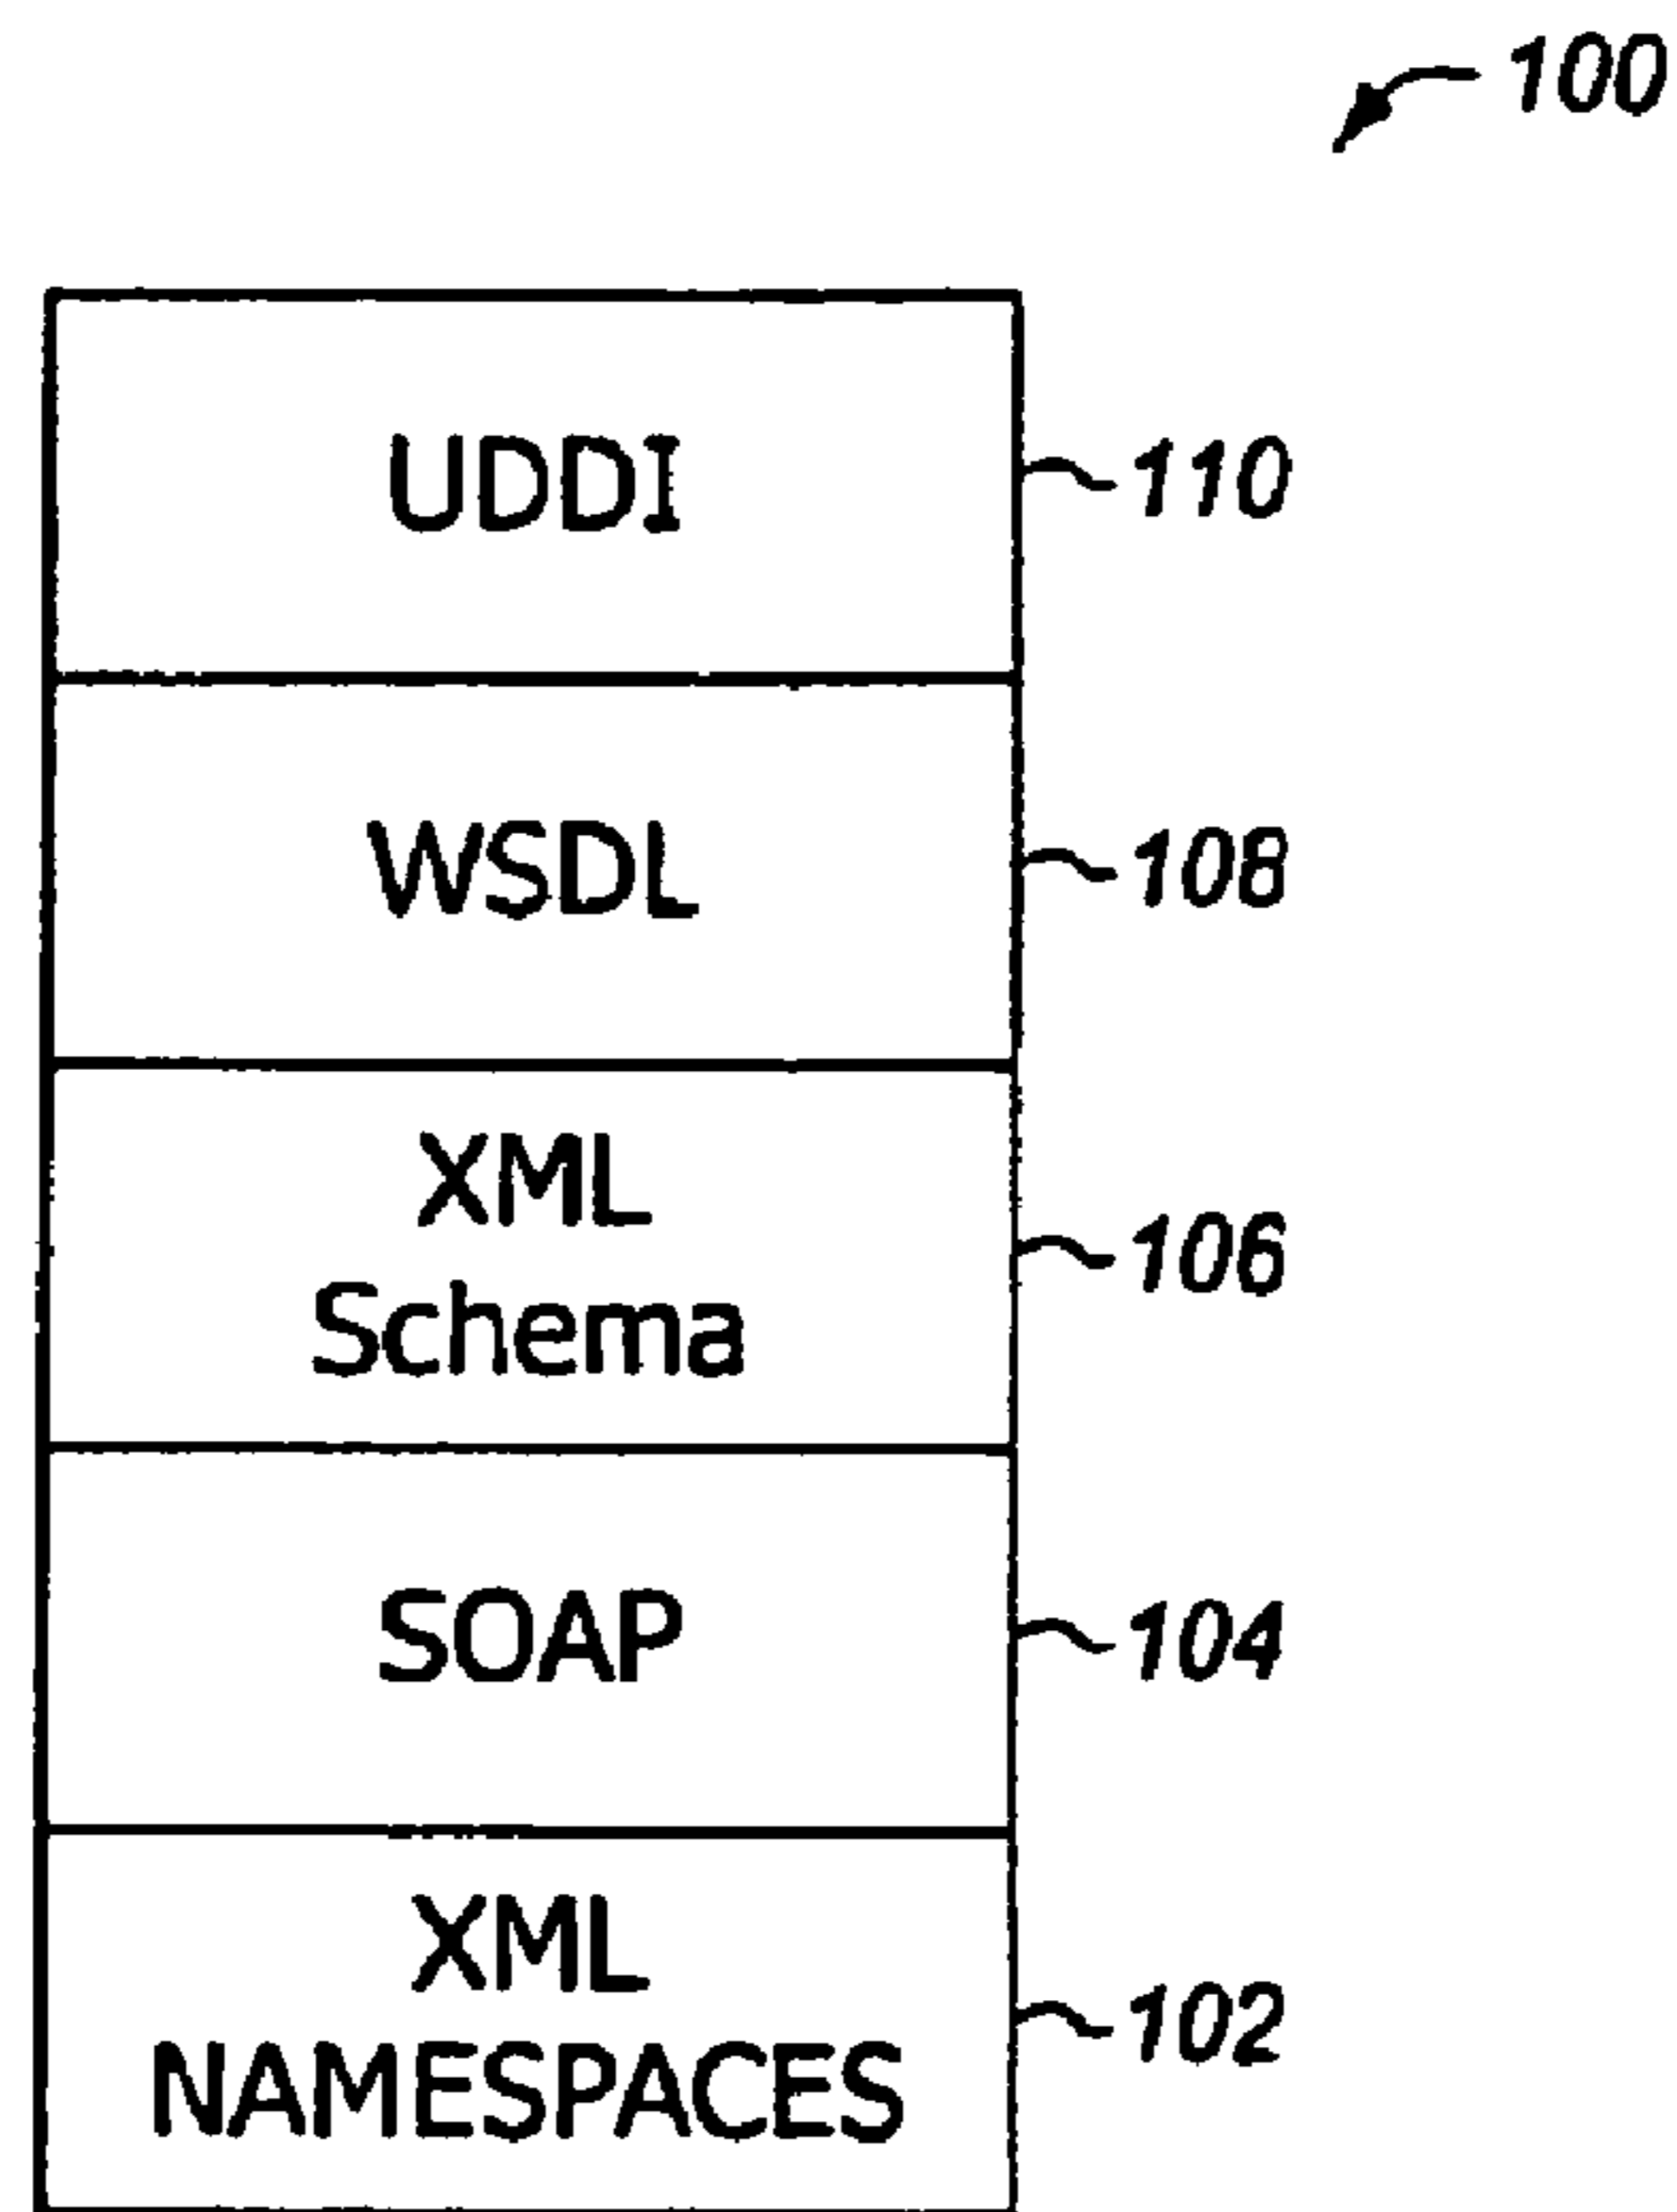 100
UDDI
110
WSDL
108
XML
Schema
106
SOAP
104
XML
NAMESPACES
102